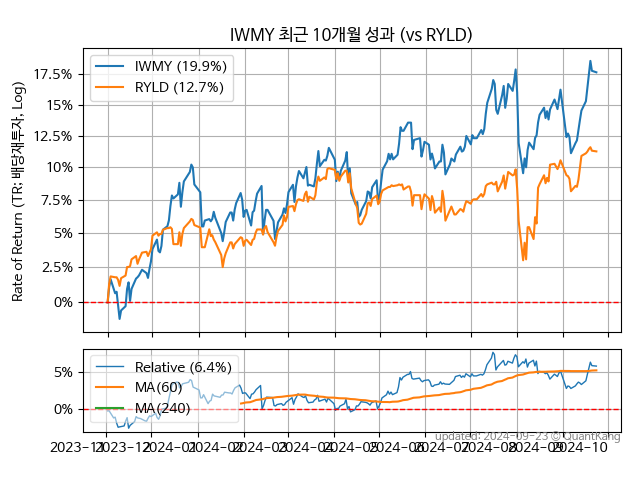 IWMY 최근 10개월 성과 (vs RYLD)
Rate of Return (TR: 배당재투자, Log)
17.5%
15%
12.5%
10%
7.5%
5%
2.5%
0%
IWMY (19.9%)
RYLD (12.7%)
5%
0%
Relative (6.4%)
MA(60)
MA(240)
updated: 2024-09-23 © QuantKang
2023-11 2023-12 2024-01 2024-01 2024-02 2024-03 2024-04 2024-05 2024-06 2024-07 2024-08 2024-09 2024-10